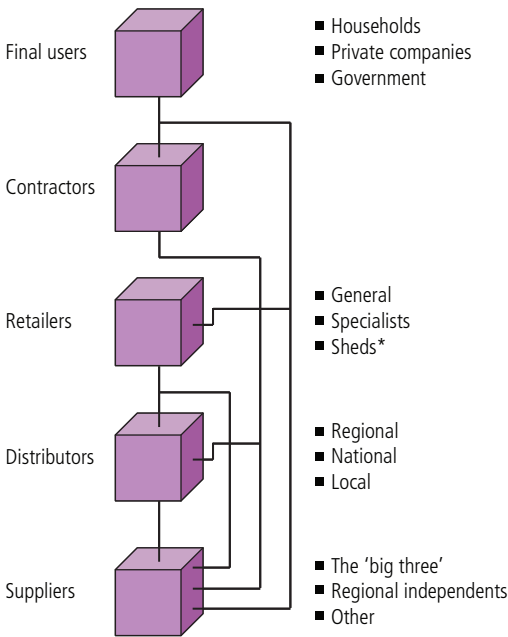 Final users
■ Households
■ Private companies
■ Government
Contractors
Retailers
■ General
■ Specialists
■ Sheds*
Distributors
■ Regional
■ National
■ Local
Suppliers
■ The ‘big three’
■ Regional independents
■ Other